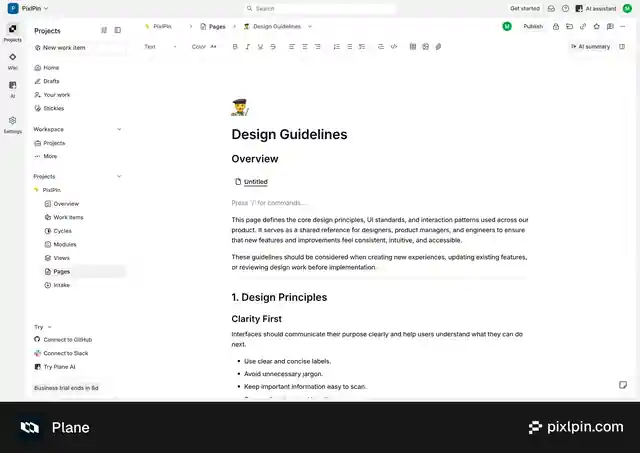 P PixlPin
Search
Get started
AI assistant
M
Projects
Wiki
AI
Settings
Projects
New work item
Home
Drafts
Your work
Stickies
Workspace
Projects
More
Projects
PixlPin
Overview
Work items
Cycles
Modules
Views
Pages
Intake
Try
Connect to GitHub
Connect to Slack
Try Plane AI
Business trial ends in 6d
PixlPin
Pages
Design Guidelines
M
Publish
Text
Color
B I U S
AI summary
Design Guidelines
Overview
Untitled
Press '/' for commands...
This page defines the core design principles, UI standards, and interaction patterns used across our
product. It serves as a shared reference for designers, product managers, and engineers to ensure
that new features and improvements feel consistent, intuitive, and accessible.
These guidelines should be considered when creating new experiences, updating existing features,
or reviewing design work before implementation
1. Design Principles
Clarity First
Interfaces should communicate their purpose clearly and help users understand what they can do
next.
• Use clear and concise labels.
• Avoid unnecessary jargon.
• Keep important information easy to scan.
Plane
pixlpin.com